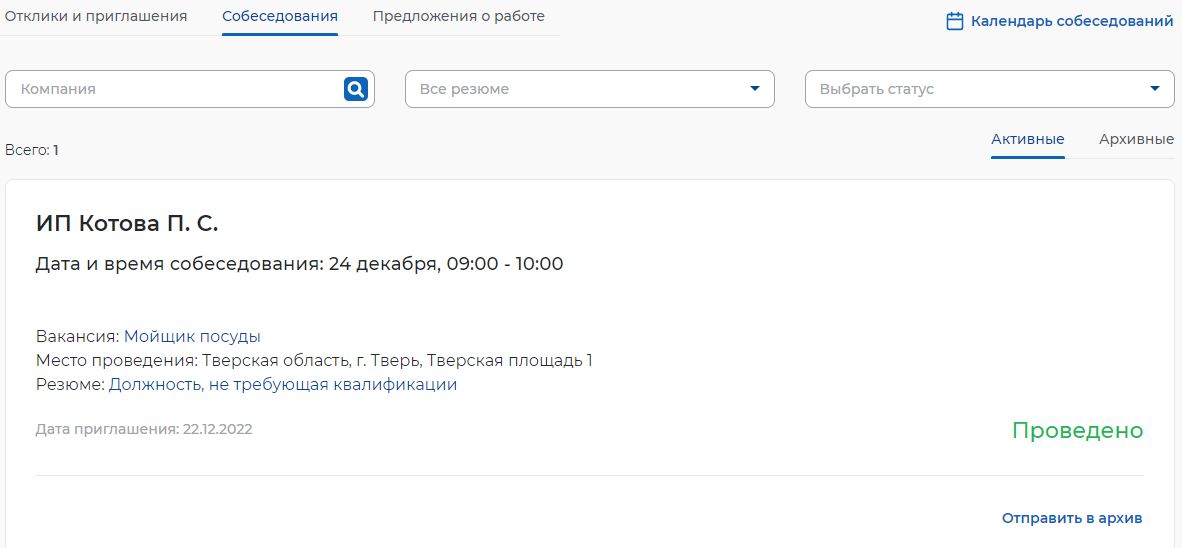 Отклики и приглашения Собеседования Предложения о работе Календарь собеседований
Компания Все резюме Выбрать статус
Всего: 1 Активные Архивные
ИП Котова П. С.
Дата и время собеседования: 24 декабря, 09:00 - 10:00
Вакансия: Мойщик посуды
Место проведения: Тверская область, г. Тверь, Тверская площадь 1
Резюме: Должность, не требующая квалификации
Дата приглашения: 22.12.2022 Проведено
Отправить в архив